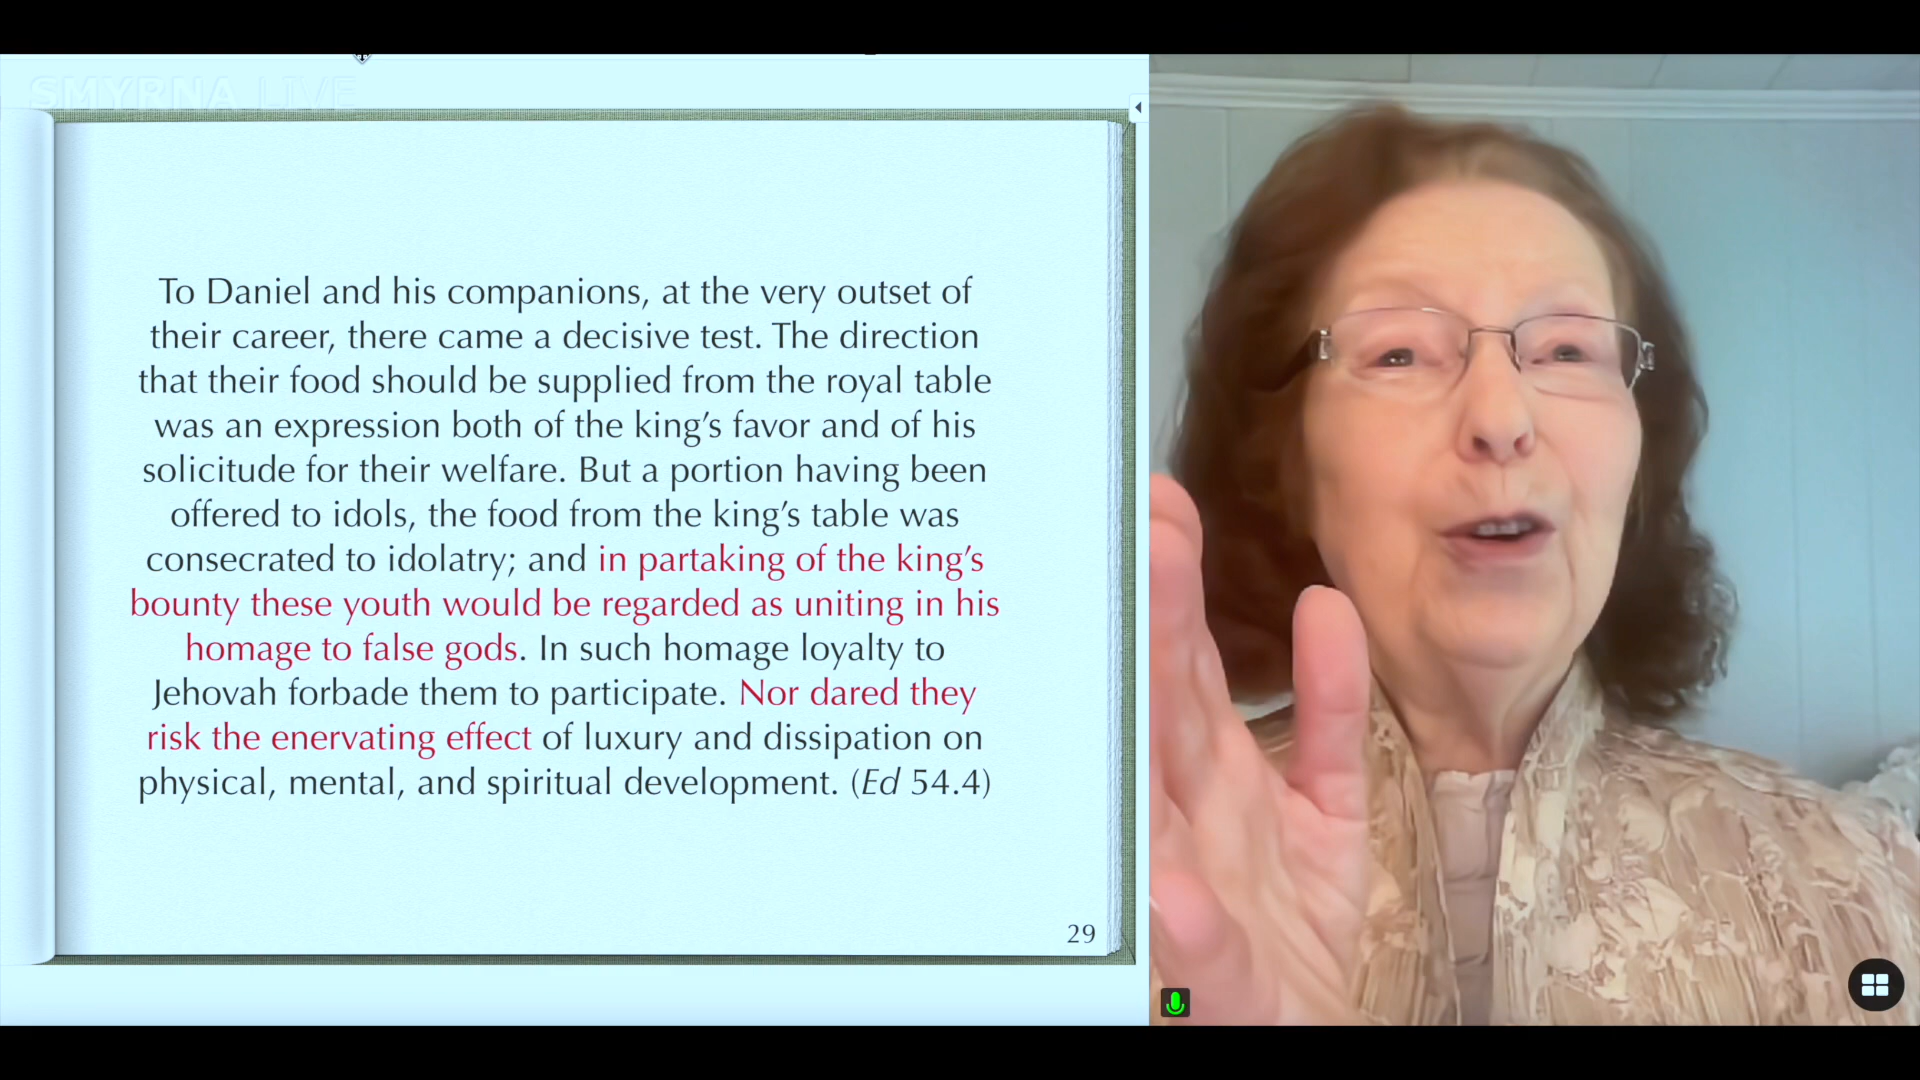 SMYRNA LIVE
To Daniel and his companions, at the very outset of
their career, there came a decisive test. The direction
that their food should be supplied from the royal table
was an expression both of the king’s favor and of his
solicitude for their welfare. But a portion having been
offered to idols, the food from the king’s table was
consecrated to idolatry; and in partaking of the king’s
bounty these youth would be regarded as uniting in his
homage to false gods. In such homage loyalty to
Jehovah forbade them to participate. Nor dared they
risk the enervating effect of luxury and dissipation on
physical, mental, and spiritual development. (Ed 54.4)
29